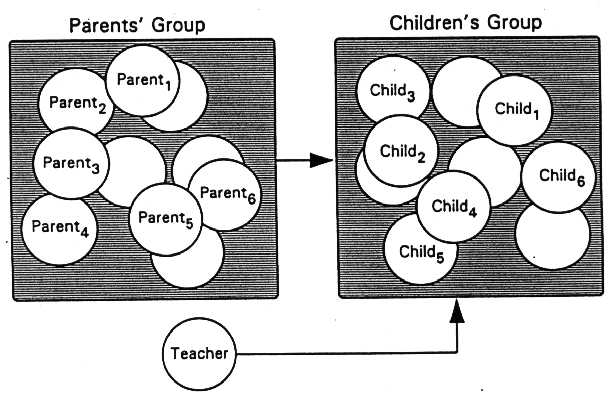 Parents' Group
Children's Group
Parent1
Parent2
Parent3
Parent4
Parent5
Parent6
Child3
Child1
Child2
Child6
Child4
Child5
Teacher